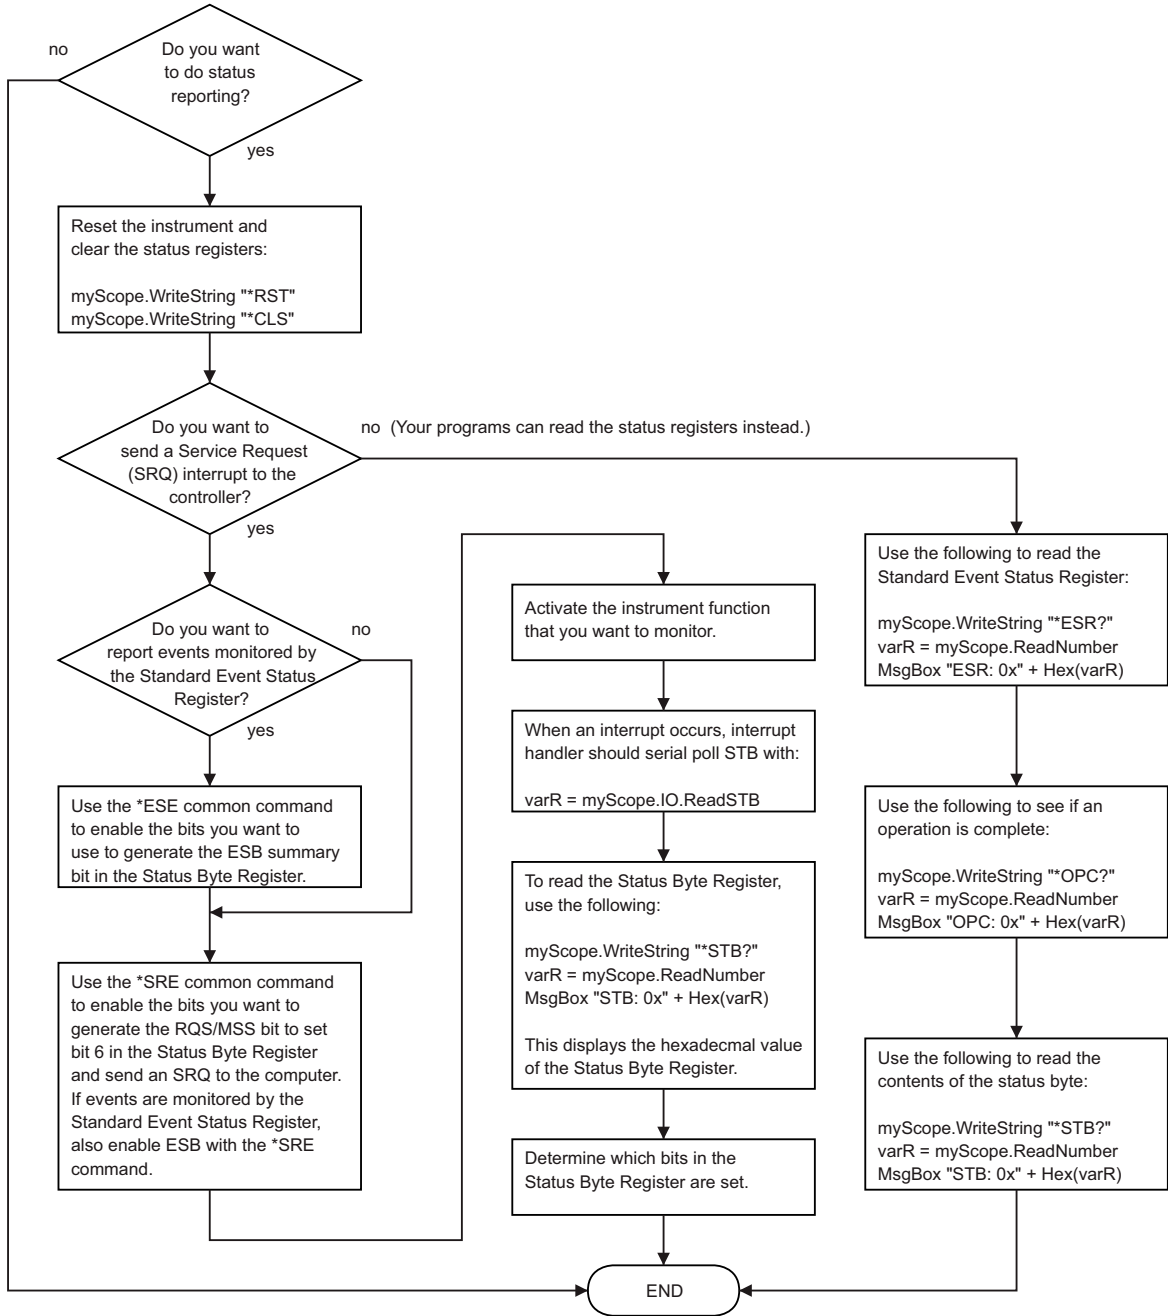 no
Do you want
to do status
reporting?
yes
Reset the instrument and
clear the status registers:
myScope.WriteString "*RST"
myScope.WriteString "*CLS"
Do you want to
send a Service Request
(SRQ) interrupt to the
controller?
no (Your programs can read the status registers instead.)
yes
Do you want to
report events monitored by
the Standard Event Status
Register?
no
yes
Use the *ESE common command
to enable the bits you want to
use to generate the ESB summary
bit in the Status Byte Register.
Use the *SRE common command
to enable the bits you want to
generate the RQS/MSS bit to set
bit 6 in the Status Byte Register
and send an SRQ to the computer.
If events are monitored by the
Standard Event Status Register,
also enable ESB with the *SRE
command.
Activate the instrument function
that you want to monitor.
When an interrupt occurs, interrupt
handler should serial poll STB with:
varR = myScope.IO.ReadSTB
To read the Status Byte Register,
use the following:
myScope.WriteString "*STB?"
varR = myScope.ReadNumber
MsgBox "STB: 0x" + Hex(varR)
This displays the hexadecmal value
of the Status Byte Register.
Determine which bits in the
Status Byte Register are set.
Use the following to read the
Standard Event Status Register:
myScope.WriteString "*ESR?"
varR = myScope.ReadNumber
MsgBox "ESR: 0x" + Hex(varR)
Use the following to see if an
operation is complete:
myScope.WriteString "*OPC?"
varR = myScope.ReadNumber
MsgBox "OPC: 0x" + Hex(varR)
Use the following to read the
contents of the status byte:
myScope.WriteString "*STB?"
varR = myScope.ReadNumber
MsgBox "STB: 0x" + Hex(varR)
END